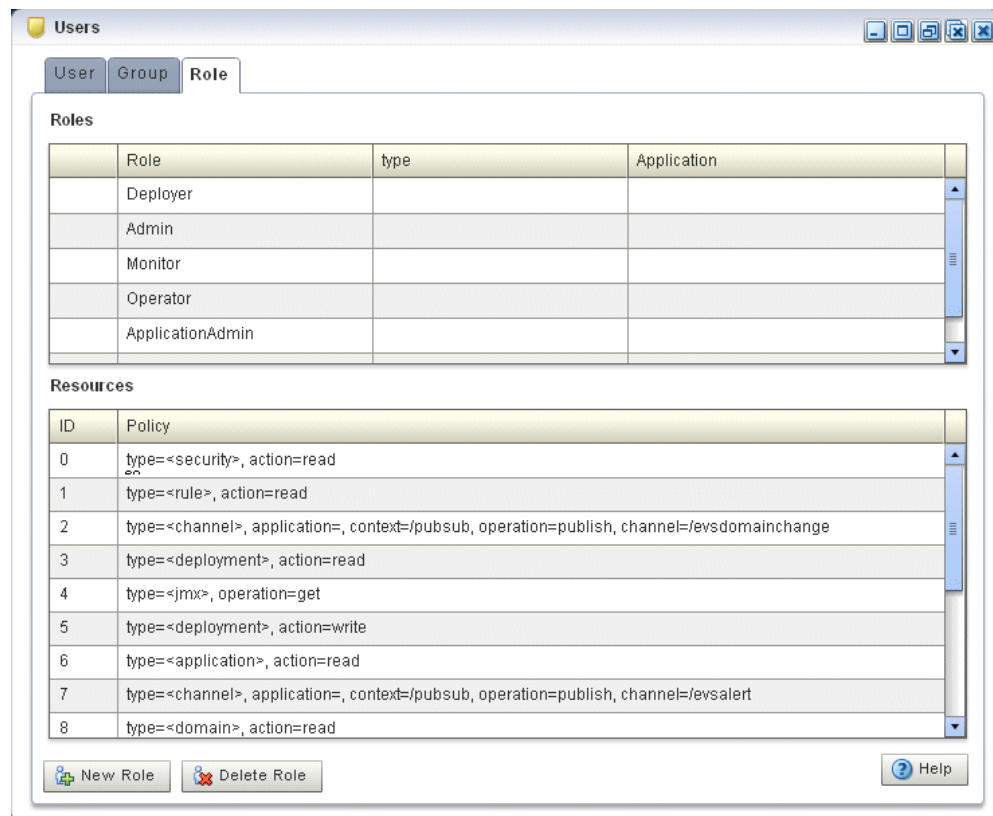 Users
User Group Role
Roles
Role type Application
Deployer
Admin
Monitor
Operator
ApplicationAdmin
Resources
ID Policy
0 type=<security>, action=read
1 type=<rule>, action=read
2 type=<channel>, application=, context=/pubsub, operation=publish, channel=/evsdomainchange
3 type=<deployment>, action=read
4 type=<jmx>, operation=get
5 type=<deployment>, action=write
6 type=<application>, action=read
7 type=<channel>, application=, context=/pubsub, operation=publish, channel=/evsalert
8 type=<domain>, action=read
New Role Delete Role Help